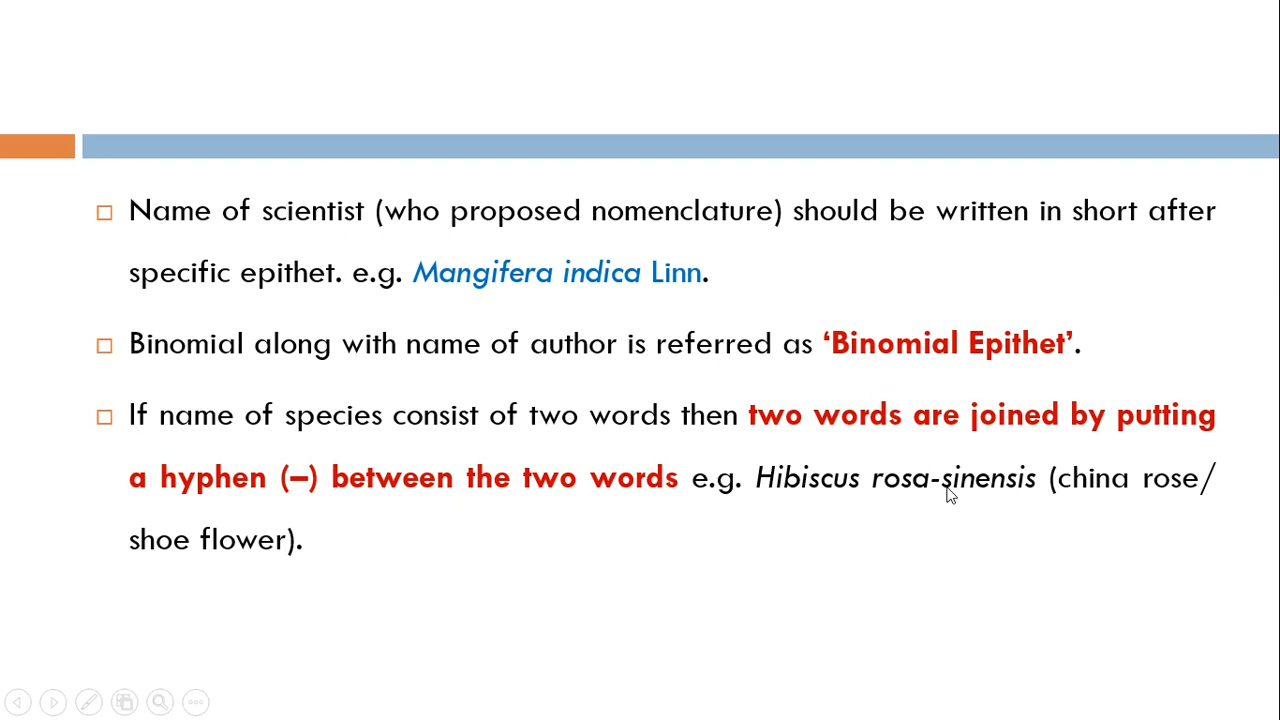 Name of scientist (who proposed nomenclature) should be written in short after
specific epithet. e.g. Mangifera indica Linn.
Binomial along with name of author is referred as ‘Binomial Epithet’.
If name of species consist of two words then two words are joined by putting
a hyphen (–) between the two words e.g. Hibiscus rosa-sinensis (china rose/
shoe flower).